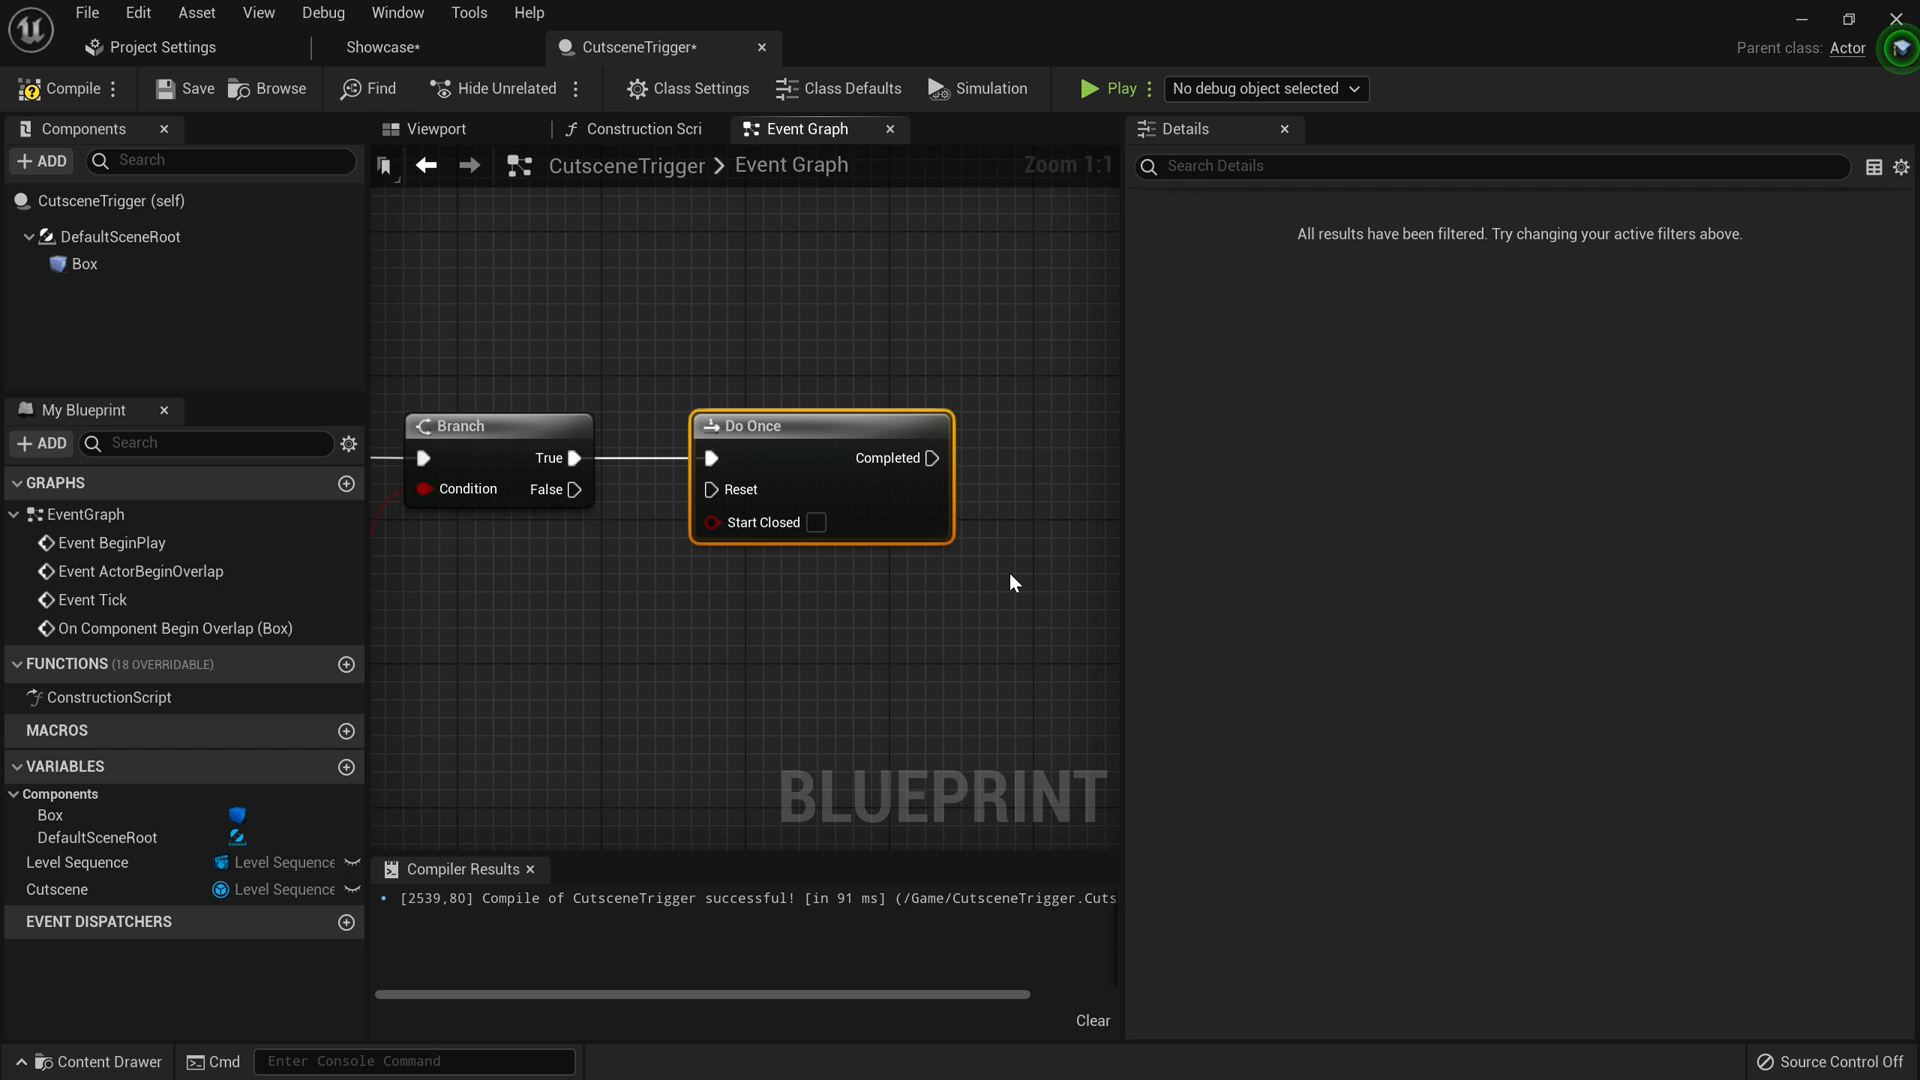 File Edit Asset View Debug Window Tools Help
Project Settings Showcase* CutsceneTrigger* Parent class: Actor
Compile Save Browse Find Hide Unrelated Class Settings Class Defaults Simulation Play No debug object selected
Components
ADD Search
CutsceneTrigger (self)
DefaultSceneRoot
Box
My Blueprint
ADD Search
GRAPHS
EventGraph
Event BeginPlay
Event ActorBeginOverlap
Event Tick
On Component Begin Overlap (Box)
FUNCTIONS (18 OVERRIDABLE)
ConstructionScript
MACROS
VARIABLES
Components
Box
DefaultSceneRoot
Level Sequence Level Sequence
Cutscene Level Sequence
EVENT DISPATCHERS
Viewport Construction Scri Event Graph
CutsceneTrigger > Event Graph Zoom 1:1
Branch
True
Condition False
Do Once
Completed
Reset
Start Closed
BLUEPRINT
Compiler Results
[2539,80] Compile of CutsceneTrigger successful! [in 91 ms] (/Game/CutsceneTrigger.Cuts
Clear
Details
Search Details
All results have been filtered. Try changing your active filters above.
Content Drawer Cmd Enter Console Command Source Control Off